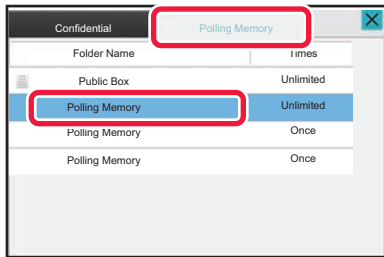 Confidential Polling Memory
Folder Name Times
Public Box Unlimited
Polling Memory Unlimited
Polling Memory Once
Polling Memory Once